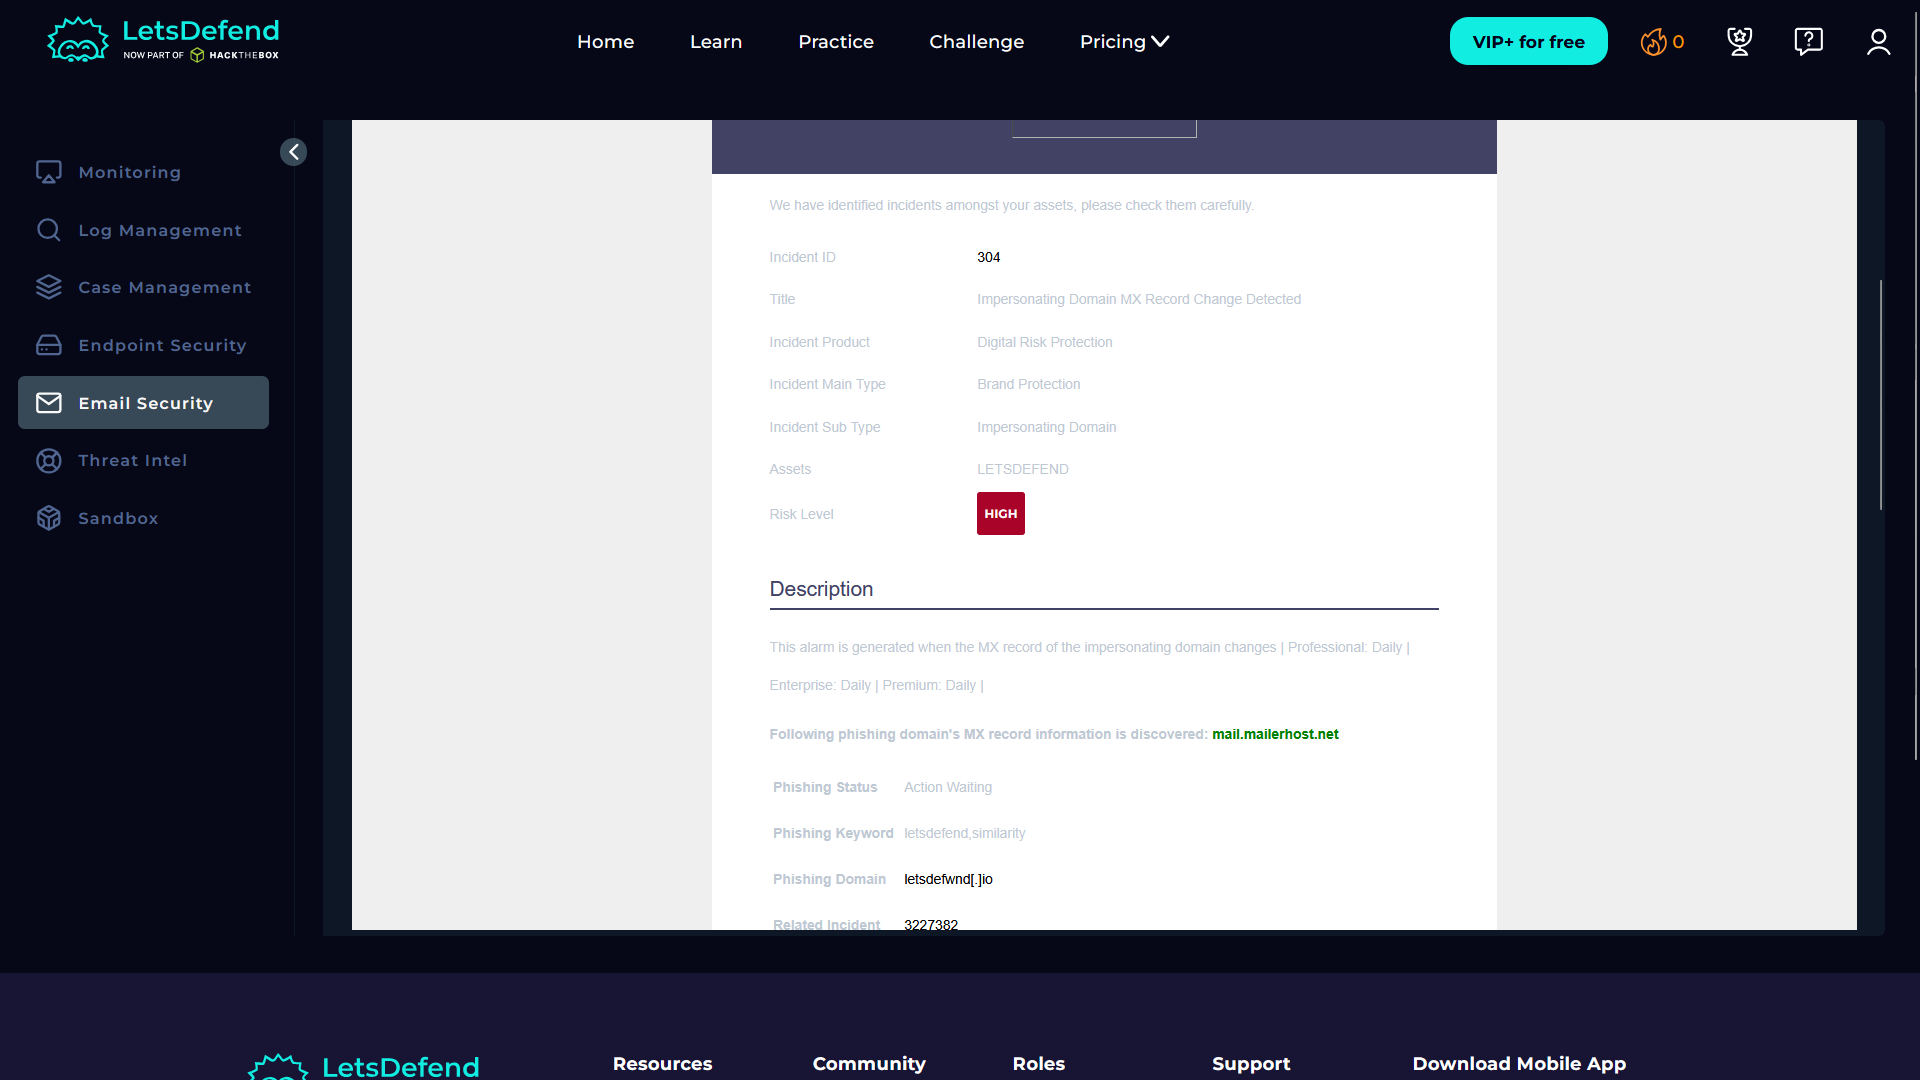 LetsDefend
NOW PART OF HACKTHEBOX
Home
Learn
Practice
Challenge
Pricing
VIP+ for free
0
Monitoring
Log Management
Case Management
Endpoint Security
Email Security
Threat Intel
Sandbox
We have identified incidents amongst your assets, please check them carefully.
Incident ID 304
Title Impersonating Domain MX Record Change Detected
Incident Product Digital Risk Protection
Incident Main Type Brand Protection
Incident Sub Type Impersonating Domain
Assets LETSDEFEND
Risk Level HIGH
Description
This alarm is generated when the MX record of the impersonating domain changes | Professional: Daily |
Enterprise: Daily | Premium: Daily |
Following phishing domain's MX record information is discovered: mail.mailerhost.net
Phishing Status Action Waiting
Phishing Keyword letsdefend,similarity
Phishing Domain letsdefwnd[.]io
Related Incident 3227382
LetsDefend
Resources
Community
Roles
Support
Download Mobile App